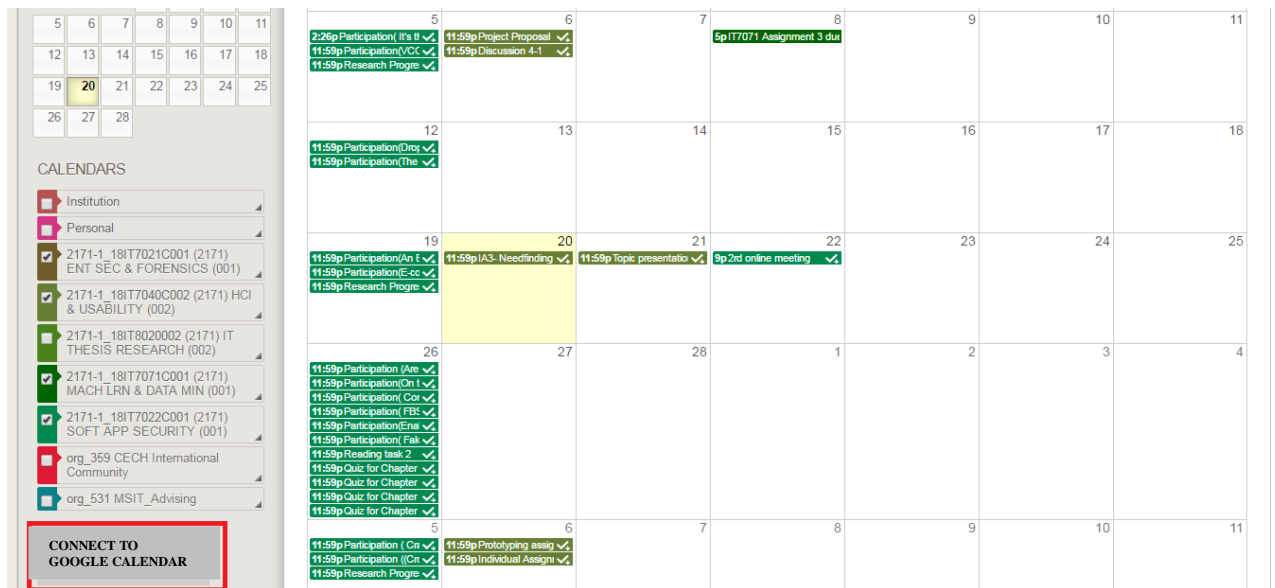 5 6 7 8 9 10 11
12 13 14 15 16 17 18
19 20 21 22 23 24 25
26 27 28
CALENDARS
Institution
Personal
2171-1_18IT7021C001 (2171)
ENT SEC & FORENSICS (001)
2171-1_18IT7040C002 (2171) HCI
& USABILITY (002)
2171-1_18IT8020002 (2171) IT
THESIS RESEARCH (002)
2171-1_18IT7071C001 (2171)
MACH LRN & DATA MIN (001)
2171-1_18IT7022C001 (2171)
SOFT APP SECURITY (001)
org_359 CECH International
Community
org_531 MSIT_Advising
CONNECT TO
GOOGLE CALENDAR
5 6 7 8 9 10 11
2:26p Participation( It's th 11:59p Project Proposal 5p IT7071 Assignment 3 due
11:59p Participation(VCC 11:59p Discussion 4-1
11:59p Research Progre
12 13 14 15 16 17 18
11:59p Participation(Drop
11:59p Participation(The
19 20 21 22 23 24 25
11:59p Participation(An E 11:59p IA3- Needfinding 11:59p Topic presentatio 9p 2rd online meeting
11:59p Participation(E-cc
11:59p Research Progre
26 27 28 1 2 3 4
11:59p Participation (Are
11:59p Participation(On t
11:59p Participation( Cor
11:59p Participation( FBS
11:59p Participation(Enal
11:59p Participation( Fak
11:59p Reading task 2
11:59p Quiz for Chapter
11:59p Quiz for Chapter
11:59p Quiz for Chapter
11:59p Quiz for Chapter
5 6 7 8 9 10 11
11:59p Participation ( Cre 11:59p Prototyping assig
11:59p Participation ((Cre 11:59p Individual Assignm
11:59p Research Progre